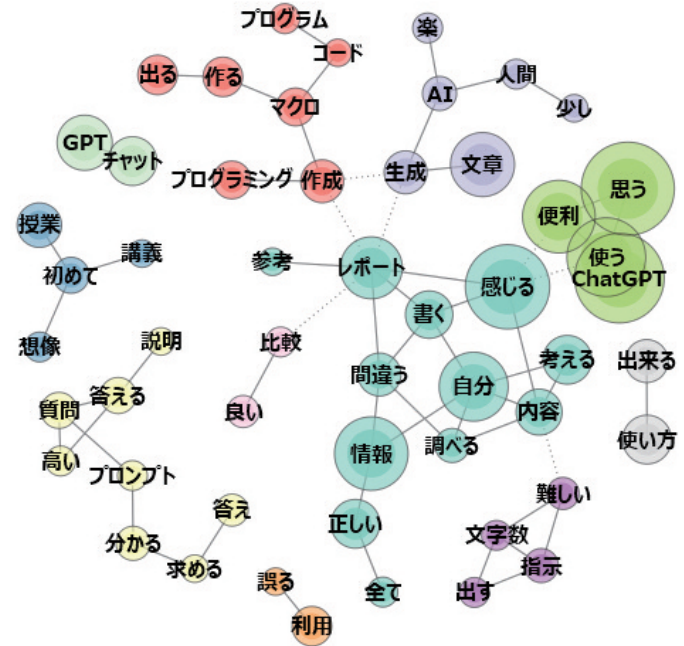 プログラム
楽
コード
出る
作る
AI
人間
マクロ
少し
GPT
チャット
プログラミング
作成
生成
文章
思う
便利
授業
講義
初めて
参考
レポート
感じる
使う
ChatGPT
書く
想像
説明
比較
間違う
自分
考える
出来る
質問
答える
良い
内容
高い
プロンプト
情報
調べる
使い方
難しい
答え
正しい
文字数
分かる
求める
指示
誤る
全て
出す
利用